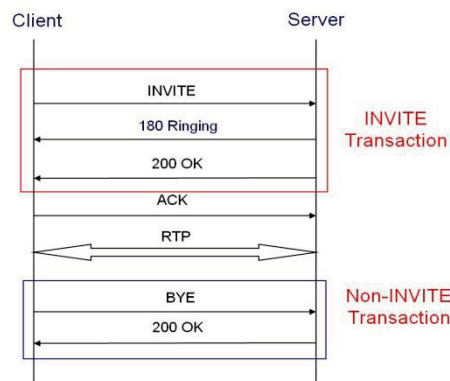 Client
Server
INVITE
180 Ringing
200 OK
INVITE
Transaction
ACK
RTP
BYE
200 OK
Non-INVITE
Transaction